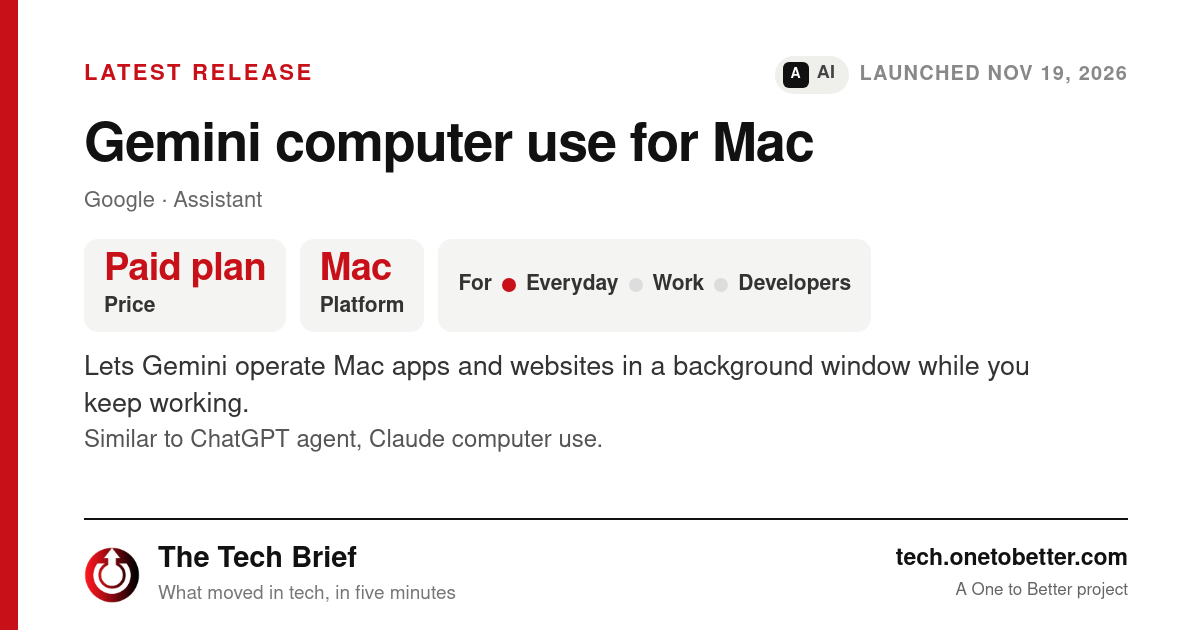 LATEST RELEASE
A AI LAUNCHED NOV 19, 2026
Gemini computer use for Mac
Google · Assistant
Paid plan
Price
Mac
Platform
For Everyday Work Developers
Lets Gemini operate Mac apps and websites in a background window while you
keep working.
Similar to ChatGPT agent, Claude computer use.
The Tech Brief
What moved in tech, in five minutes
tech.onetobetter.com
A One to Better project